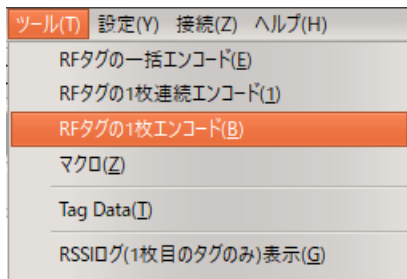 ツール(T) 設定(Y) 接続(Z) ヘルプ(H)
RFタグの一括エンコード(E)
RFタグの1枚連続エンコード(1)
RFタグの1枚エンコード(B)
マクロ(Z)
Tag Data(T)
RSSIログ(1枚目のタグのみ)表示(G)